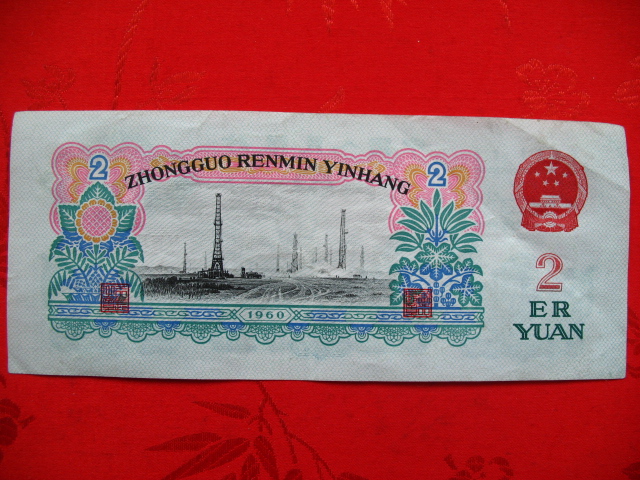 ZHONGGUO RENMIN YINHANG
2 2
1960
2
ER
YUAN